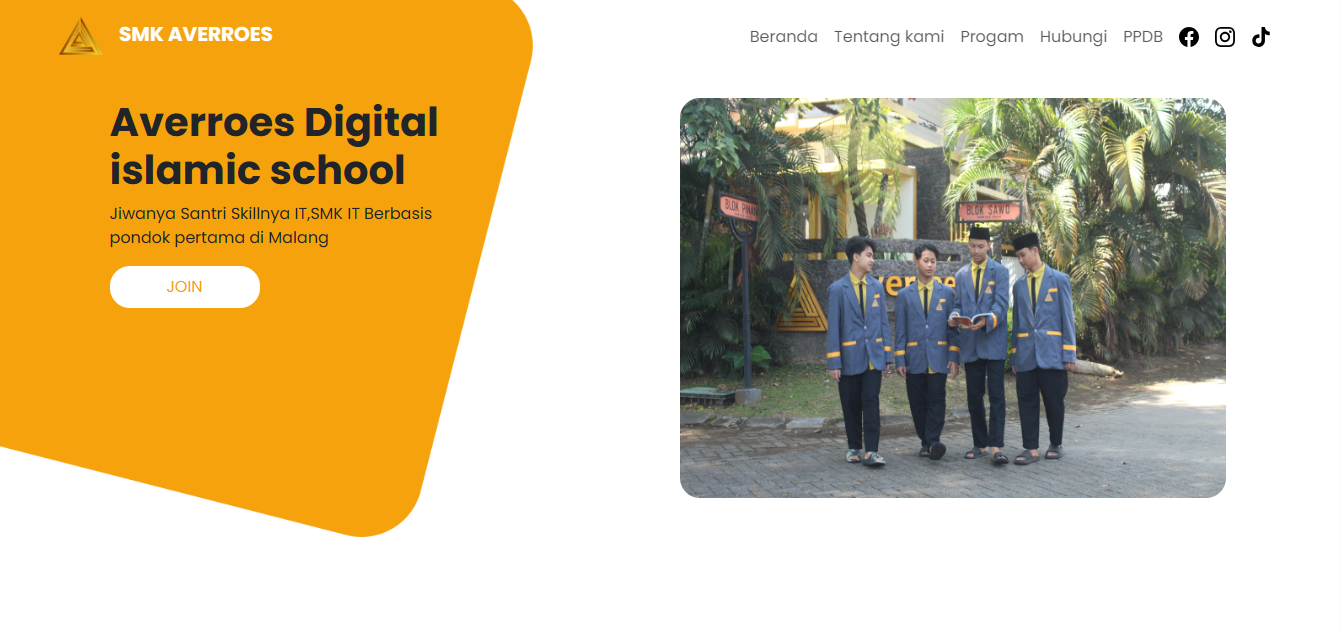 SMK AVERROES
Beranda Tentang kami Progam Hubungi PPDB
Averroes Digital
islamic school
Jiwanya Santri Skillnya IT,SMK IT Berbasis
pondok pertama di Malang
JOIN
BLOK PINAN
BLOK SAWO